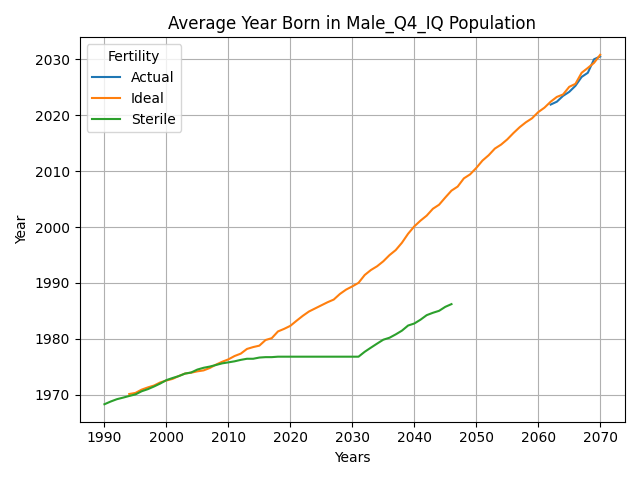 Average Year Born in Male_Q4_IQ Population
Fertility
Actual
Ideal
Sterile
Year
2030
2020
2010
2000
1990
1980
1970
1990 2000 2010 2020 2030 2040 2050 2060 2070
Years